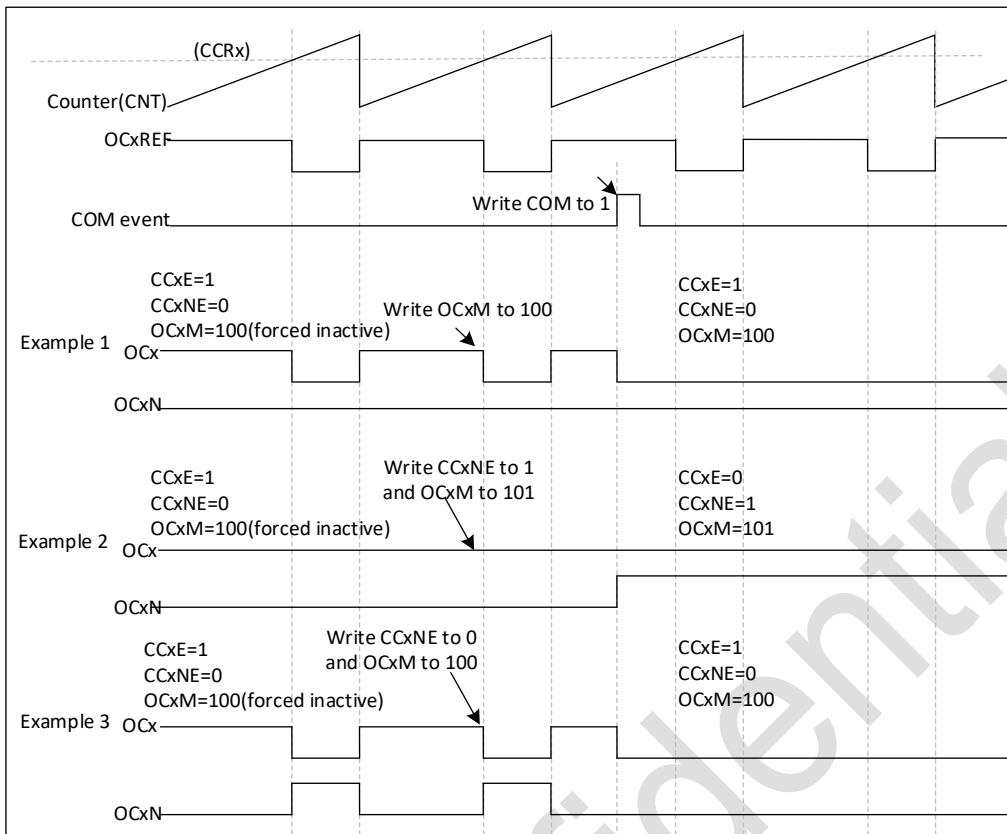 (CCRx)
Counter(CNT)
OCxREF
Write COM to 1
COM event
CCxE=1
CCxNE=0
OCxM=100(forced inactive)
Write OCxM to 100
CCxE=1
CCxNE=0
OCxM=100
Example 1
OCx
OCxN
CCxE=1
CCxNE=0
OCxM=100(forced inactive)
Write CCxNE to 1
and OCxM to 101
CCxE=0
CCxNE=1
OCxM=101
Example 2
OCx
OCxN
CCxE=1
CCxNE=0
OCxM=100(forced inactive)
Write CCxNE to 0
and OCxM to 100
CCxE=1
CCxNE=0
OCxM=100
Example 3
OCx
OCxN